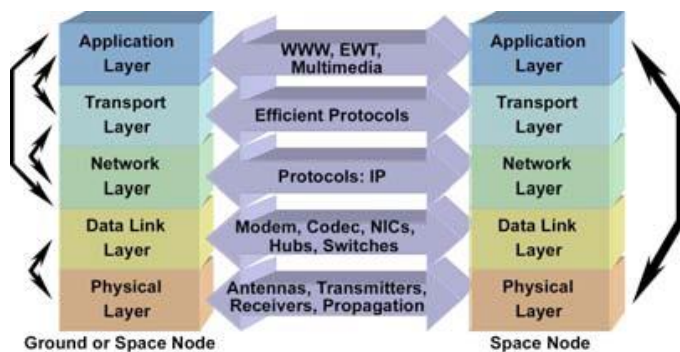 Application
Layer
WWW, EWT,
Multimedia
Application
Layer
Transport
Layer
Efficient Protocols
Transport
Layer
Network
Layer
Protocols: IP
Network
Layer
Data Link
Layer
Modem, Codec, NICs,
Hubs, Switches
Data Link
Layer
Physical
Layer
Antennas, Transmitters,
Receivers, Propagation
Physical
Layer
Ground or Space Node
Space Node